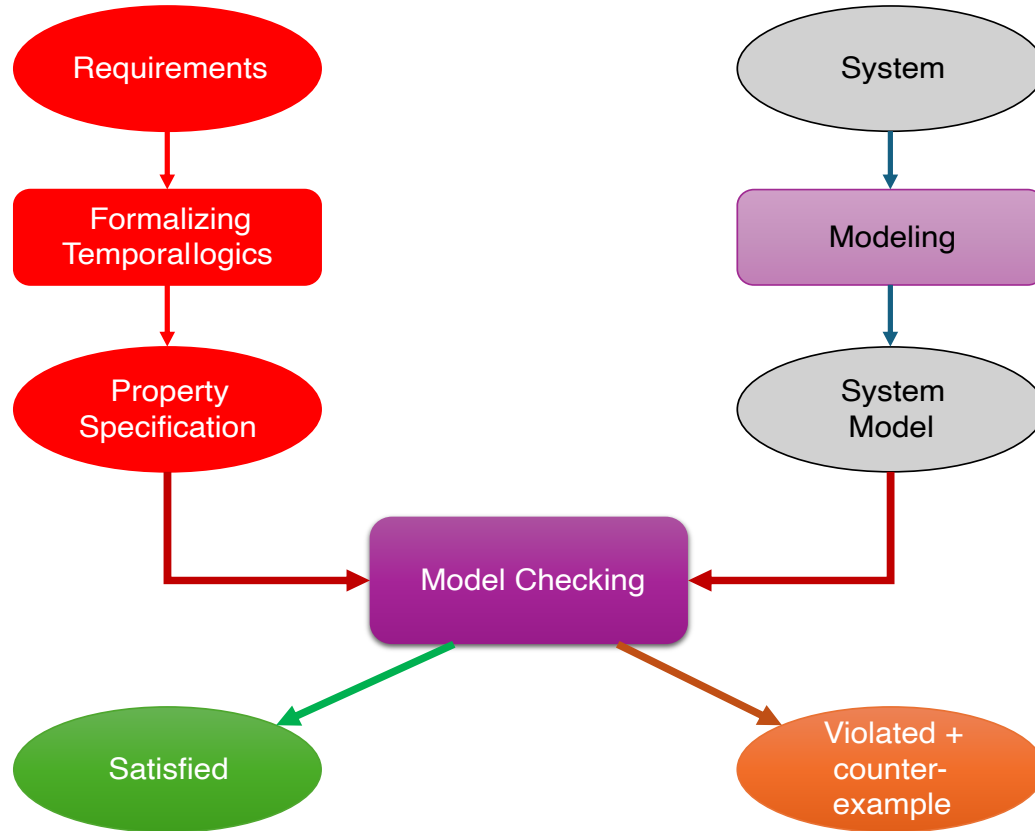 Requirements
System
Formalizing
Temporallogics
Modeling
Property
Specification
System
Model
Model Checking
Satisfied
Violated +
counter-
example